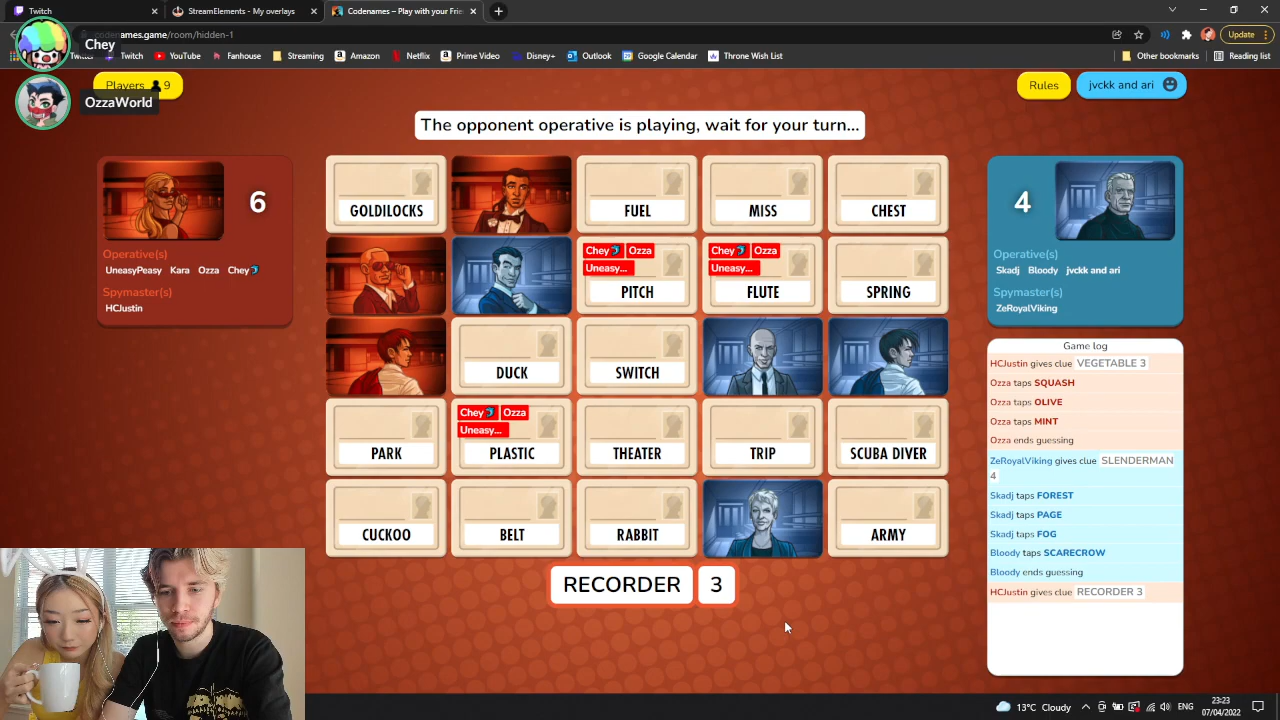 Twitch
StreamElements - My overlays
Codenames – Play with your Frie
games.game/room/hidden-1
Update
Chey
Twitch
YouTube
Fanhouse
Streaming
Amazon
Netflix
Prime Video
Disney+
Outlook
Google Calendar
Throne Wish List
Other bookmarks
Reading list
Players 9
OzzaWorld
Rules
jvckk and ari
The opponent operative is playing, wait for your turn...
6
Operative(s)
UneasyPeasy Kara Ozza Chey
Spymaster(s)
HCJustin
GOLDILOCKS
FUEL
MISS
CHEST
Chey Ozza
Uneasy...
PITCH
Chey Ozza
Uneasy...
FLUTE
SPRING
DUCK
SWITCH
PARK
Chey Ozza
Uneasy...
PLASTIC
THEATER
TRIP
SCUBA DIVER
CUCKOO
BELT
RABBIT
ARMY
RECORDER 3
4
Operative(s)
Skadj Bloody jvckk and ari
Spymaster(s)
ZeRoyalViking
Game log
HCJustin gives clue VEGETABLE 3
Ozza taps SQUASH
Ozza taps OLIVE
Ozza taps MINT
Ozza ends guessing
ZeRoyalViking gives clue SLENDERMAN
4
Skadj taps FOREST
Skadj taps PAGE
Skadj taps FOG
Bloody taps SCARECROW
Bloody ends guessing
HCJustin gives clue RECORDER 3
13°C Cloudy
ENG
23:23
07/04/2022